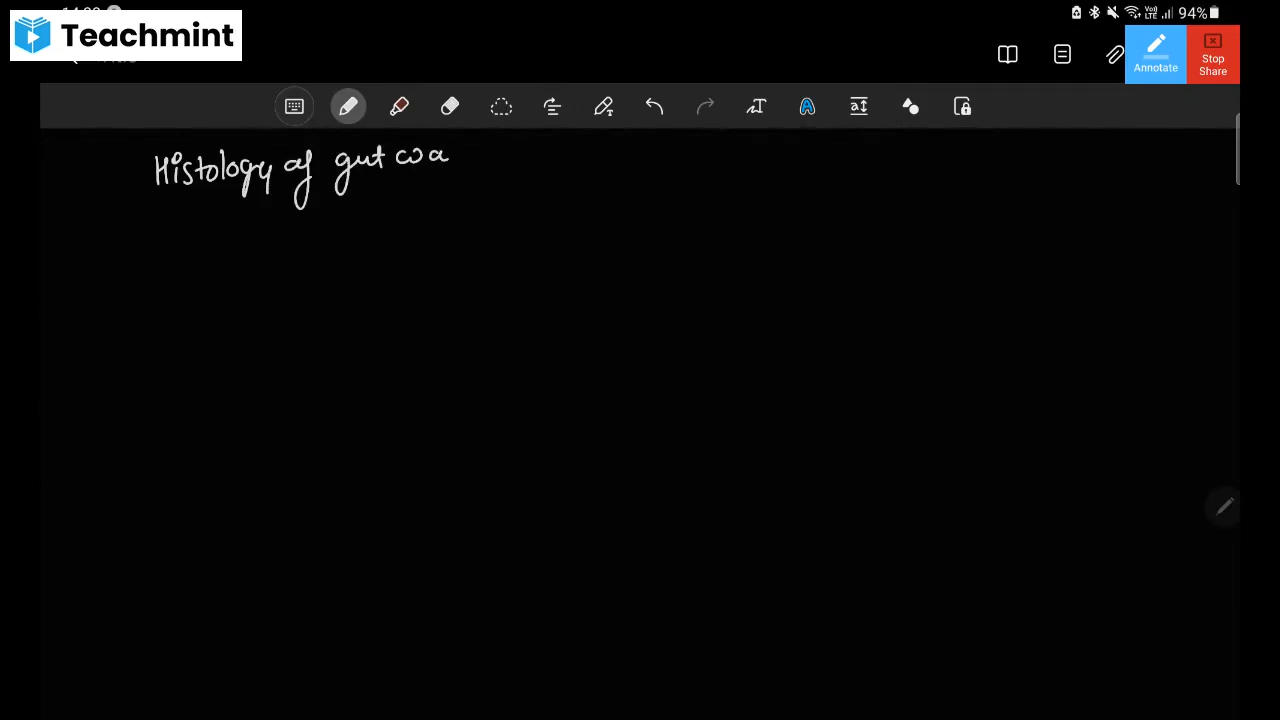 Teachmint
94%
Annotate
Stop
Share
Histology of gut wa